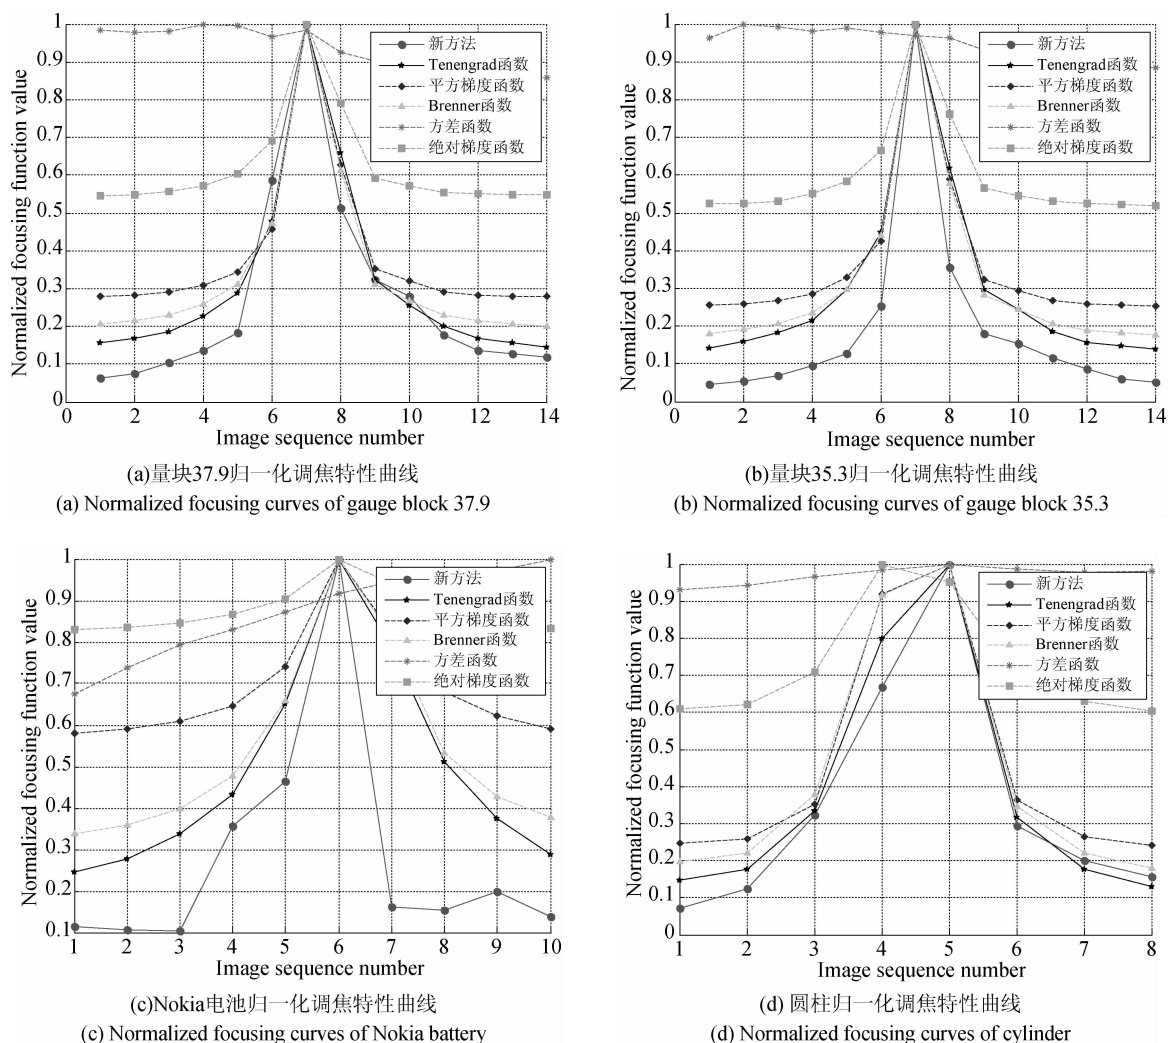 1
0.9
0.8
0.7
0.6
0.5
0.4
0.3
0.2
0.1
0
Normalized focusing function value
新方法
Tenengrad函数
平方梯度函数
Brenner函数
方差函数
绝对梯度函数
0 2 4 6 8 10 12 14
Image sequence number
(a)量块37.9归一化调焦特性曲线
(a) Normalized focusing curves of gauge block 37.9
1
0.9
0.8
0.7
0.6
0.5
0.4
0.3
0.2
0.1
0
Normalized focusing function value
新方法
Tenengrad函数
平方梯度函数
Brenner函数
方差函数
绝对梯度函数
0 2 4 6 8 10 12 14
Image sequence number
(b)量块35.3归一化调焦特性曲线
(b) Normalized focusing curves of gauge block 35.3
1
0.9
0.8
0.7
0.6
0.5
0.4
0.3
0.2
0.1
Normalized focusing function value
新方法
Tenengrad函数
平方梯度函数
Brenner函数
方差函数
绝对梯度函数
1 2 3 4 5 6 7 8 9 10
Image sequence number
(c)Nokia电池归一化调焦特性曲线
(c) Normalized focusing curves of Nokia battery
1
0.9
0.8
0.7
0.6
0.5
0.4
0.3
0.2
0.1
0
Normalized focusing function value
新方法
Tenengrad函数
平方梯度函数
Brenner函数
方差函数
绝对梯度函数
1 2 3 4 5 6 7 8
Image sequence number
(d) 圆柱归一化调焦特性曲线
(d) Normalized focusing curves of cylinder